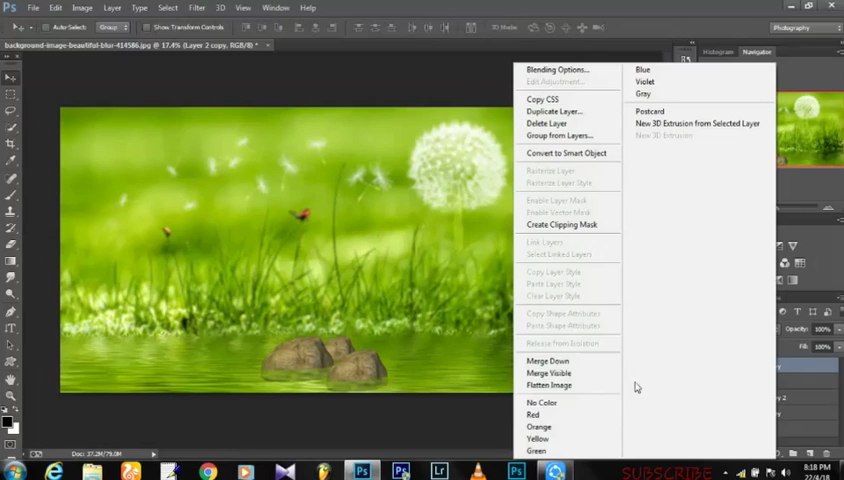 Ps File Edit Image Layer Type Select Filter 3D View Window Help
Auto-Select: Group Show Transform Controls 3D Mode: Photography
background-image-beautiful-blur-414586.jpg @ 17.4% (Layer 2 copy, RGB/8) *
Histogram Navigator
Blending Options...
Edit Adjustment...
Copy CSS
Duplicate Layer...
Delete Layer
Group from Layers...
Convert to Smart Object
Rasterize Layer
Rasterize Layer Style
Enable Layer Mask
Enable Vector Mask
Create Clipping Mask
Link Layers
Select Linked Layers
Copy Layer Style
Paste Layer Style
Clear Layer Style
Copy Shape Attributes
Paste Shape Attributes
Release from Isolation
Merge Down
Merge Visible
Flatten Image
No Color
Red
Orange
Yellow
Green
Blue
Violet
Gray
Postcard
New 3D Extrusion from Selected Layer
New 3D Extrusion
Opacity: 100%
Fill: 100%
Doc: 37.2M/79.0M
Ps Ps Lr Ps
SUBSCRIBE
8:18 PM
22/4/18